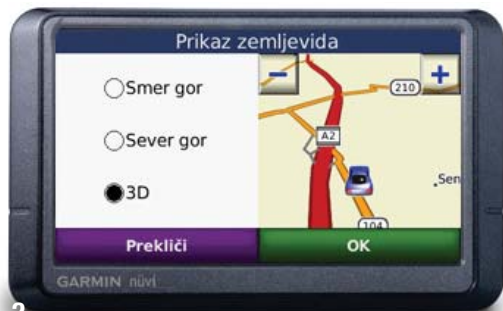 Prikaz zemljevida
Smer gor
Sever gor
3D
−
+
210
A2
Sen
104
Prekliči
OK
GARMIN nüvi